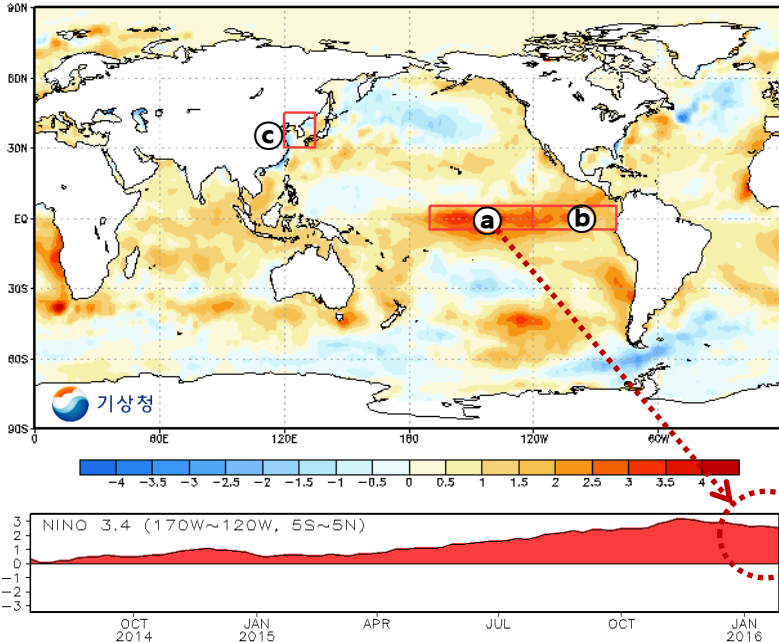 90N
60N
30N
EQ
30S
60S
90S
ⓒ
ⓐ
ⓑ
기상청
0 60E 120E 180 120W 60W
-4 -3.5 -3 -2.5 -2 -1.5 -1 -0.5 0 0.5 1 1.5 2 2.5 3 3.5 4
NINO 3.4 (170W~120W, 5S~5N)
3
2
1
0
-1
-2
-3
OCT JAN APR JUL OCT JAN
2014 2015 2016